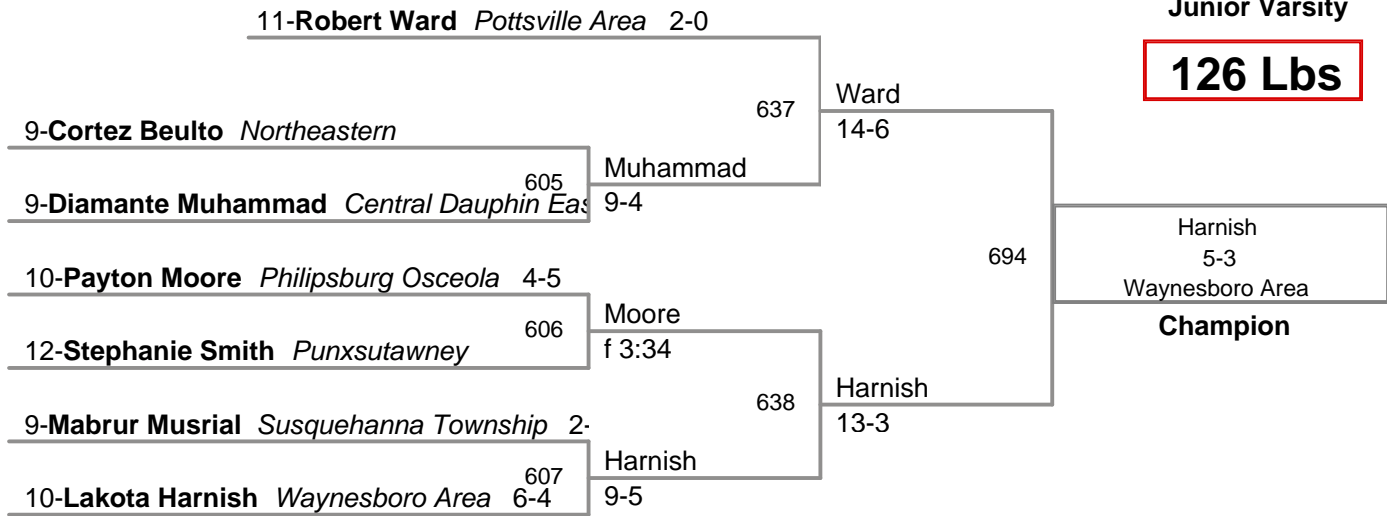 Junior Varsity
126 Lbs
11-Robert Ward Pottsville Area 2-0
637
Ward
14-6
9-Cortez Beulto Northeastern
605
Muhammad
9-4
9-Diamante Muhammad Central Dauphin Eas
694
Harnish
5-3
Waynesboro Area
Champion
10-Payton Moore Philipsburg Osceola 4-5
606
Moore
f 3:34
12-Stephanie Smith Punxsutawney
638
Harnish
13-3
9-Mabrur Musrial Susquehanna Township 2-
607
Harnish
9-5
10-Lakota Harnish Waynesboro Area 6-4